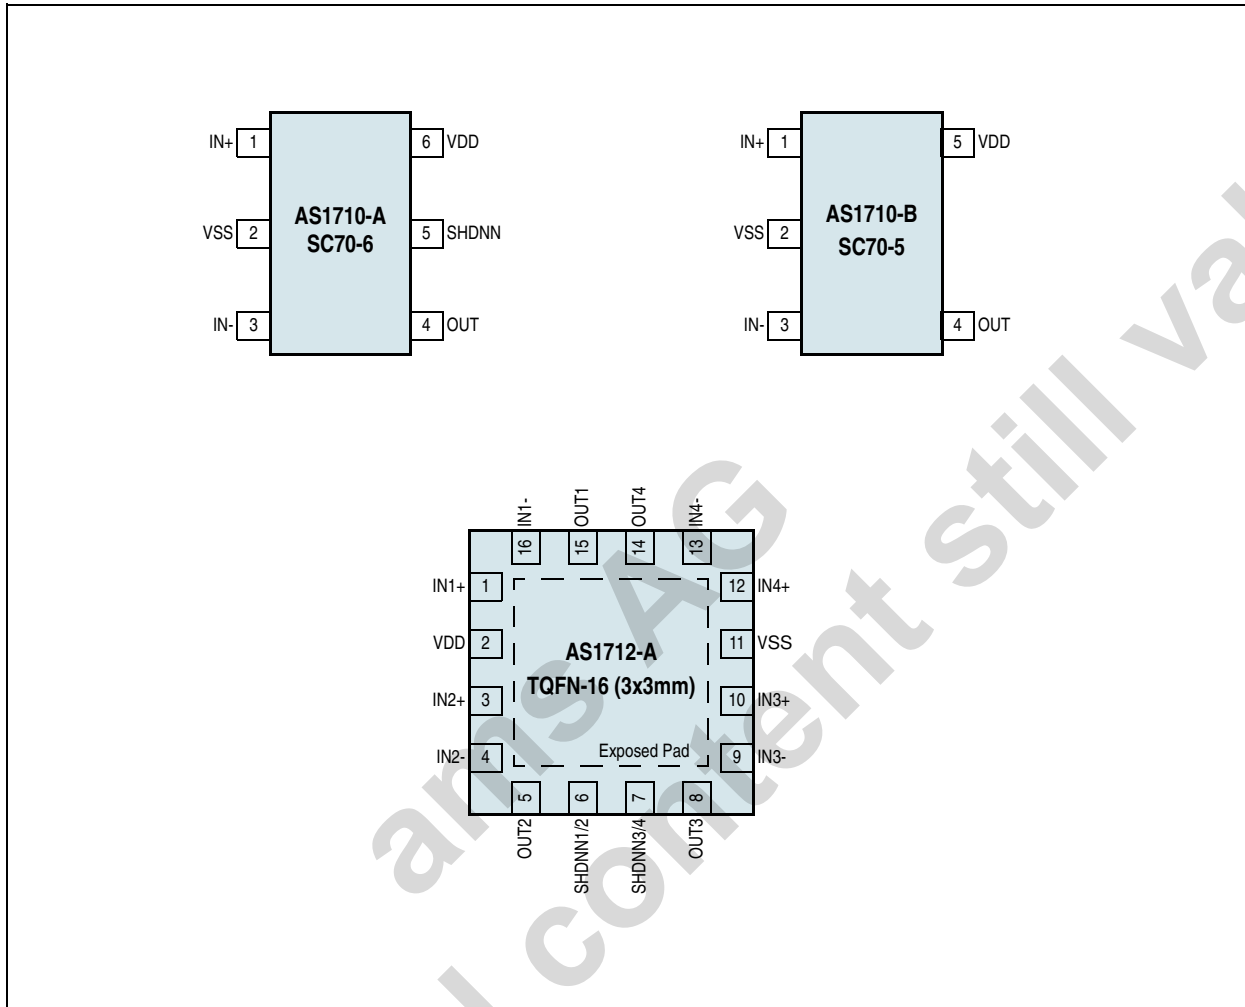 IN+ 1
6 VDD
VSS 2
AS1710-A
SC70-6
5 SHDNN
IN- 3
4 OUT
IN+ 1
5 VDD
VSS 2
AS1710-B
SC70-5
IN- 3
4 OUT
IN1-
OUT1
OUT4
IN4-
16
15
14
13
IN1+ 1
12 IN4+
VDD 2
11 VSS
AS1712-A
TQFN-16 (3x3mm)
IN2+ 3
10 IN3+
Exposed Pad
IN2- 4
9 IN3-
5
6
7
8
OUT2
SHDNN1/2
SHDNN3/4
OUT3
ams AG
content still